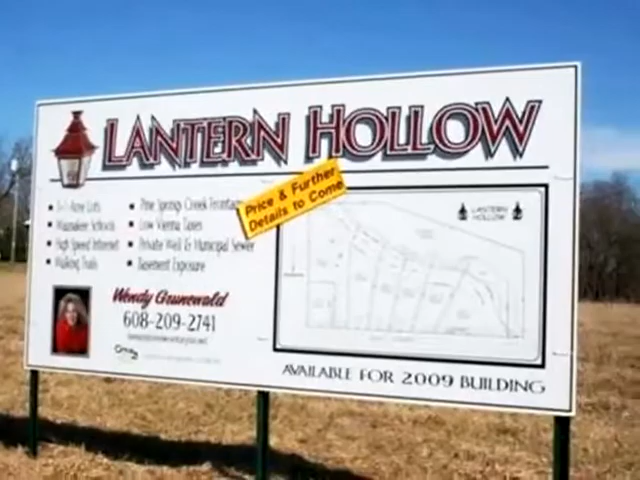 LANTERN HOLLOW
Price & Further
Details to Come
Acre Lots
Waunakee Schools
High Speed Internet
Walking Trails
Pine Springs Creek Frontage
Low Vienna Taxes
Private Well & Municipal Sewer
Basement Exposure
LANTERN
HOLLOW
Wendy Grunewald
608-209-2741
AVAILABLE FOR 2009 BUILDING